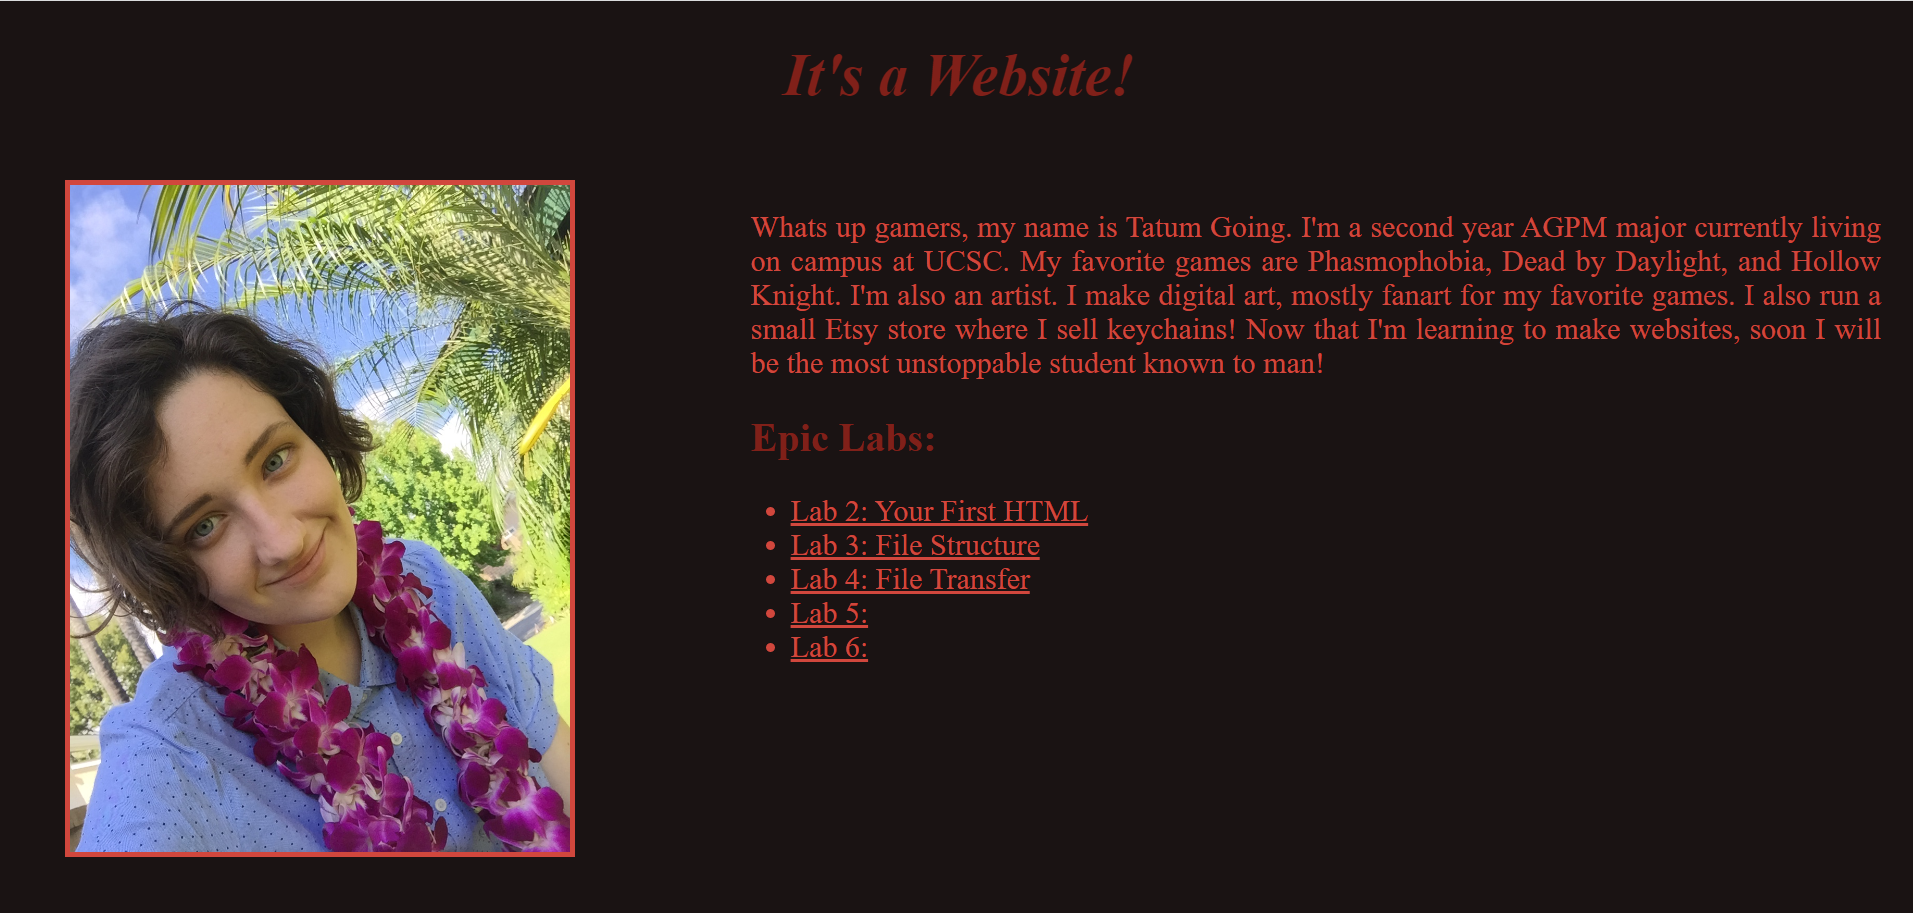 It's a Website!
Whats up gamers, my name is Tatum Going. I'm a second year AGPM major currently living
on campus at UCSC. My favorite games are Phasmophobia, Dead by Daylight, and Hollow
Knight. I'm also an artist. I make digital art, mostly fanart for my favorite games. I also run a
small Etsy store where I sell keychains! Now that I'm learning to make websites, soon I will
be the most unstoppable student known to man!
Epic Labs:
• Lab 2: Your First HTML
• Lab 3: File Structure
• Lab 4: File Transfer
• Lab 5:
• Lab 6: